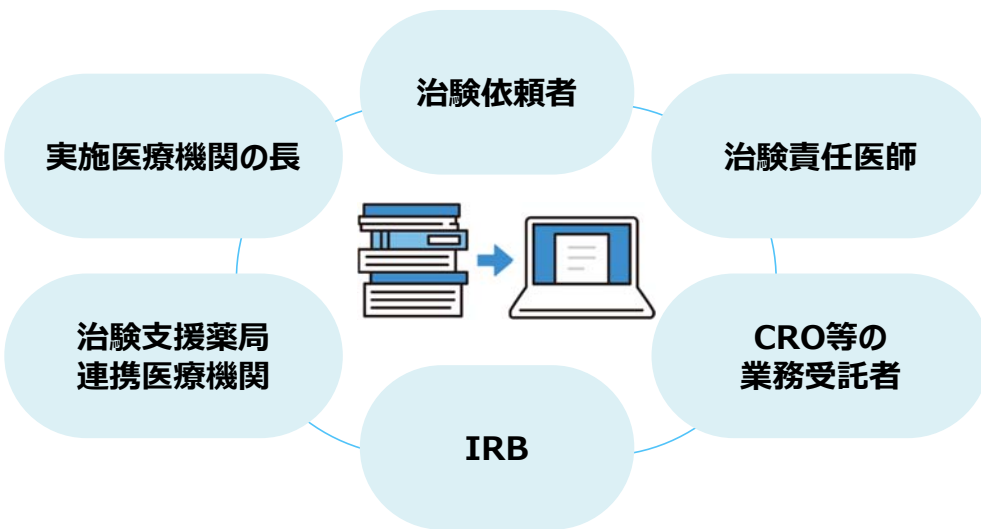 治験依頼者
実施医療機関の長
治験責任医師
治験支援薬局
連携医療機関
CRO等の
業務受託者
IRB